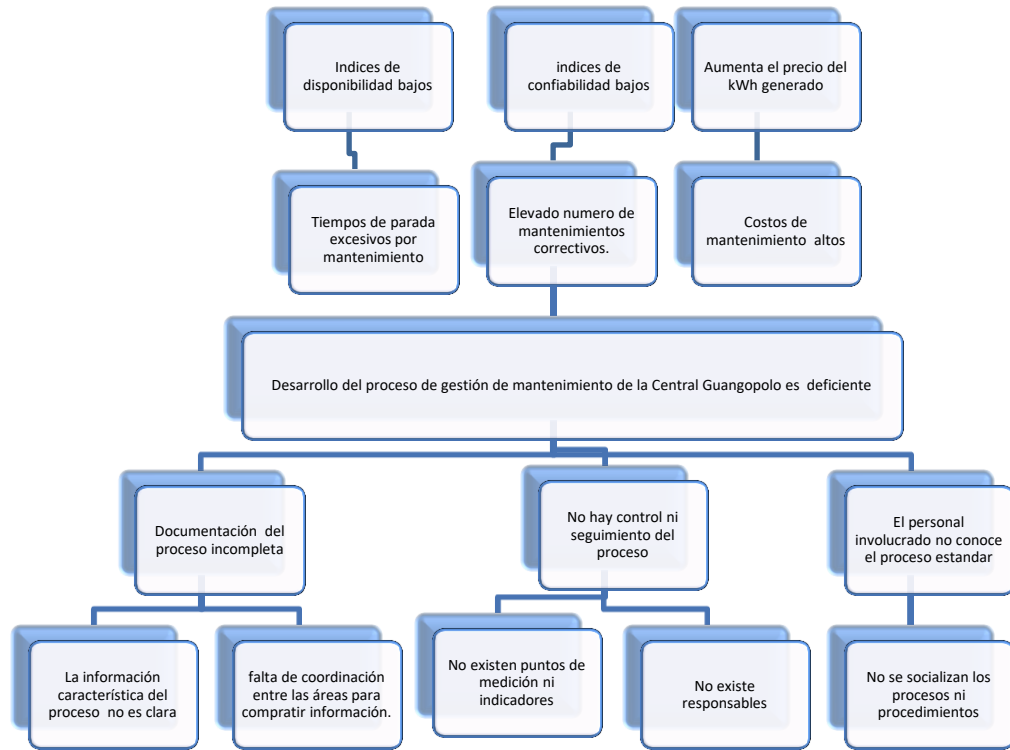 Indices de
disponibilidad bajos
indices de
confiabilidad bajos
Aumenta el precio del
kWh generado
Tiempos de parada
excesivos por
mantenimiento
Elevado numero de
mantenimientos
correctivos.
Costos de
mantenimiento altos
Desarrollo del proceso de gestión de mantenimiento de la Central Guangopolo es deficiente
Documentación del
proceso incompleta
No hay control ni
seguimiento del
proceso
El personal
involucrado no conoce
el proceso estandar
La información
característica del
proceso no es clara
falta de coordinación
entre las áreas para
compratir información.
No existen puntos de
medición ni
indicadores
No existe
responsables
No se socializan los
procesos ni
procedimientos